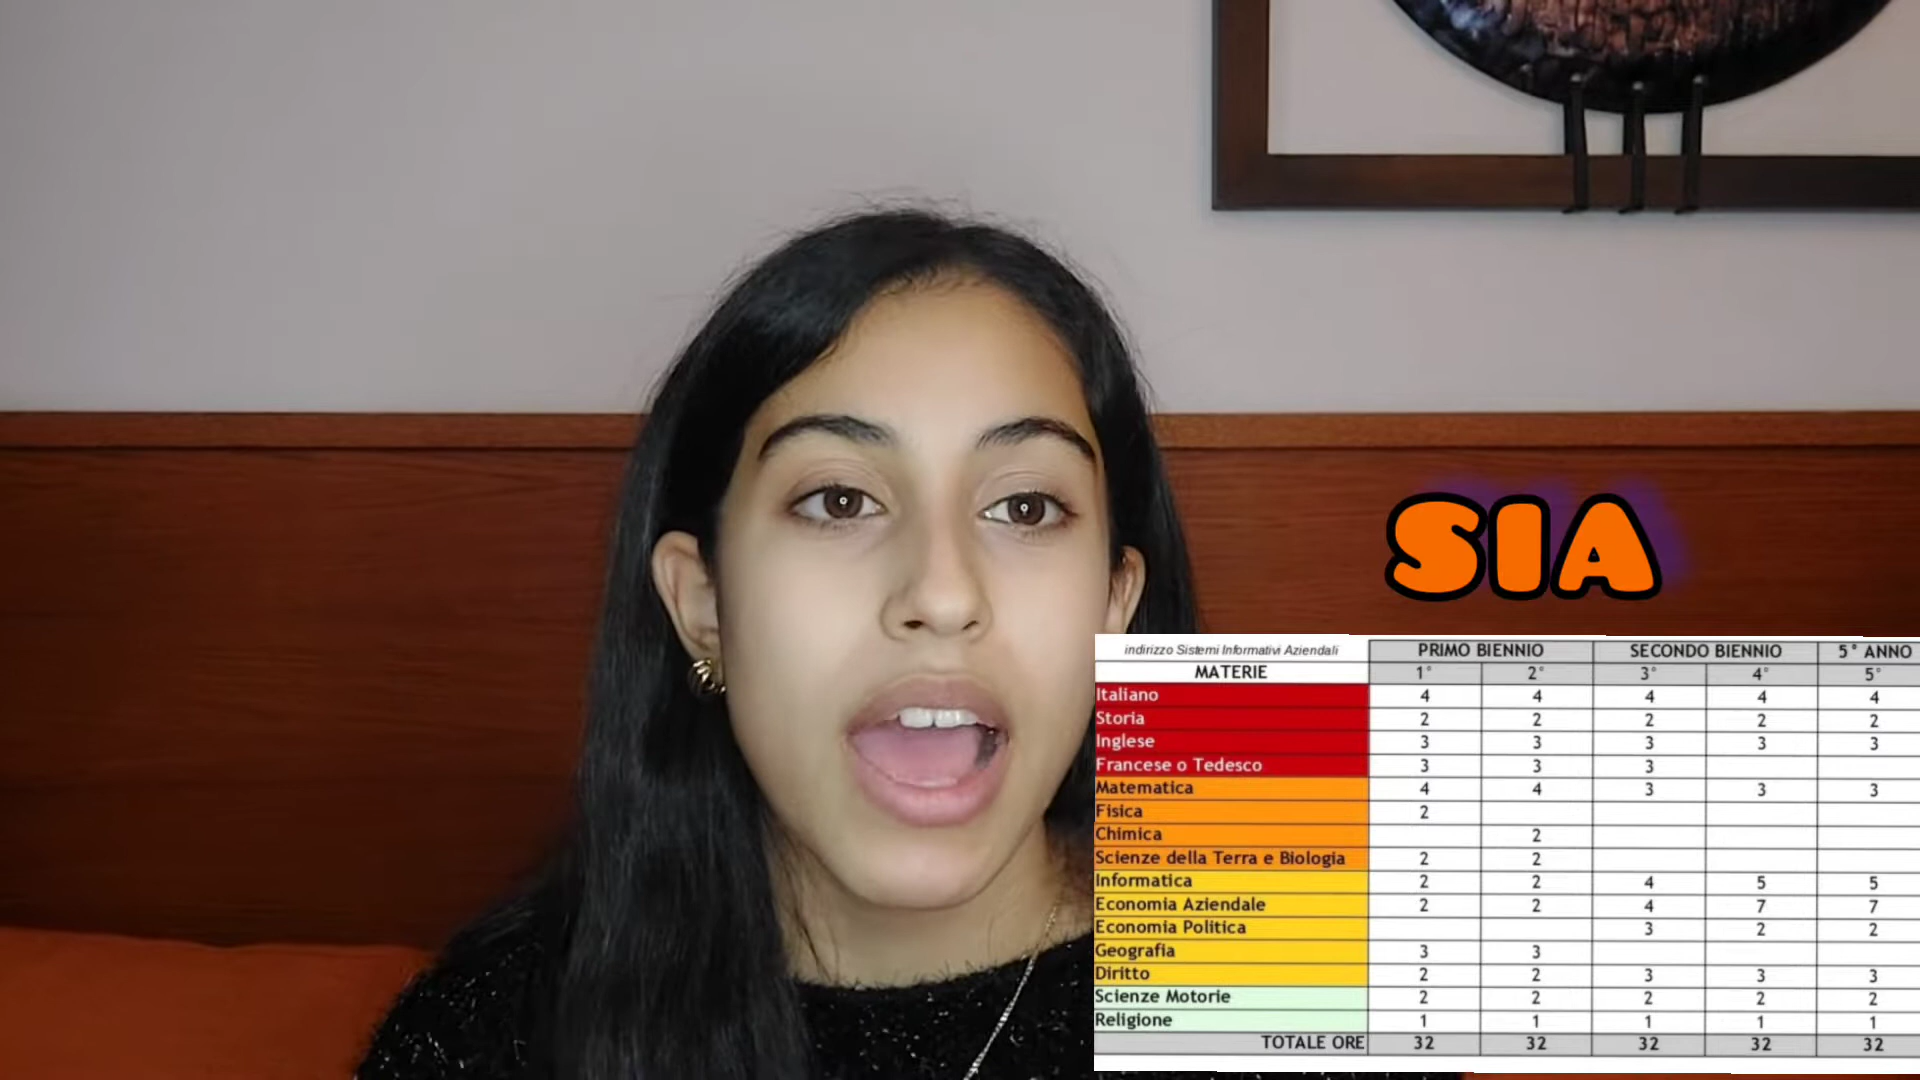 SIA
indirizzo Sistemi Informativi Aziendali PRIMO BIENNIO SECONDO BIENNIO 5° ANNO
MATERIE 1° 2° 3° 4° 5°
Italiano 4 4 4 4 4
Storia 2 2 2 2 2
Inglese 3 3 3 3 3
Francese o Tedesco 3 3 3
Matematica 4 4 3 3 3
Fisica 2
Chimica 2
Scienze della Terra e Biologia 2 2
Informatica 2 2 4 5 5
Economia Aziendale 2 2 4 7 7
Economia Politica 3 2 2
Geografia 3 3
Diritto 2 2 3 3 3
Scienze Motorie 2 2 2 2 2
Religione 1 1 1 1 1
TOTALE ORE 32 32 32 32 32